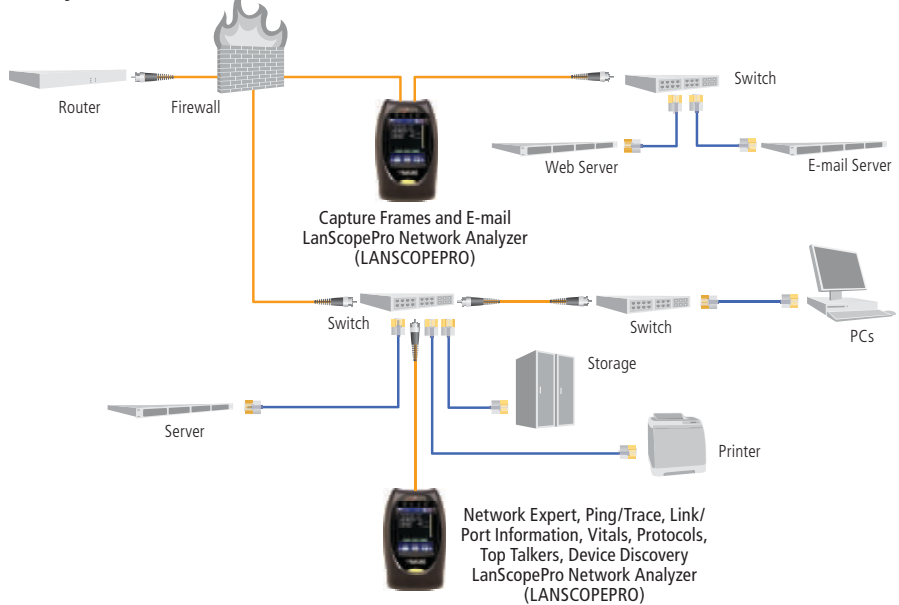 Router
Firewall
Switch
Web Server
E-mail Server
Capture Frames and E-mail
LanScopePro Network Analyzer
(LANSCOPEPRO)
Switch
Switch
PCs
Storage
Server
Printer
Network Expert, Ping/Trace, Link/
Port Information, Vitals, Protocols,
Top Talkers, Device Discovery
LanScopePro Network Analyzer
(LANSCOPEPRO)